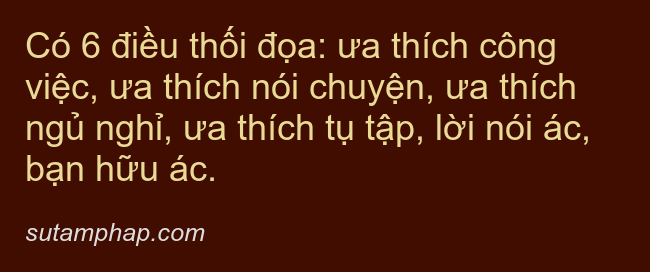 Có 6 điều thối đọa: ưa thích công
việc, ưa thích nói chuyện, ưa thích
ngủ nghỉ, ưa thích tụ tập, lời nói ác,
bạn hữu ác.
sutamphap.com